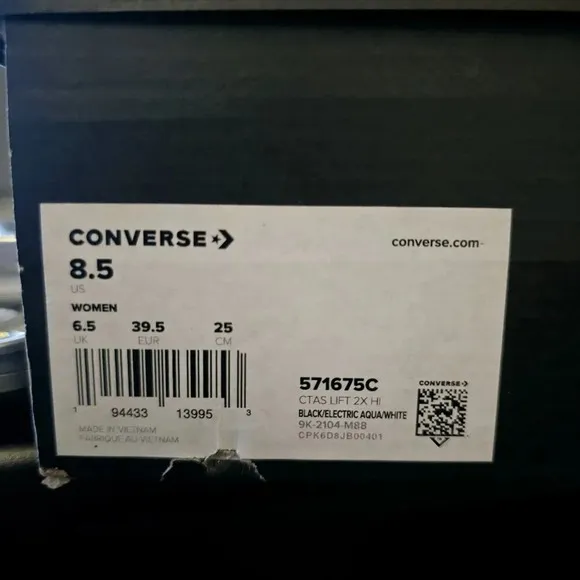 CONVERSE
converse.com
8.5
US
WOMEN
6.5 39.5 25
UK EUR CM
1 94433 13995 3
MADE IN VIETNAM
FABRIQUE AU VIETNAM
571675C
CTAS LIFT 2X HI
BLACK/ELECTRIC AQUA/WHITE
9K-2104-M88
CPK6D8JB00401
CONVERSE